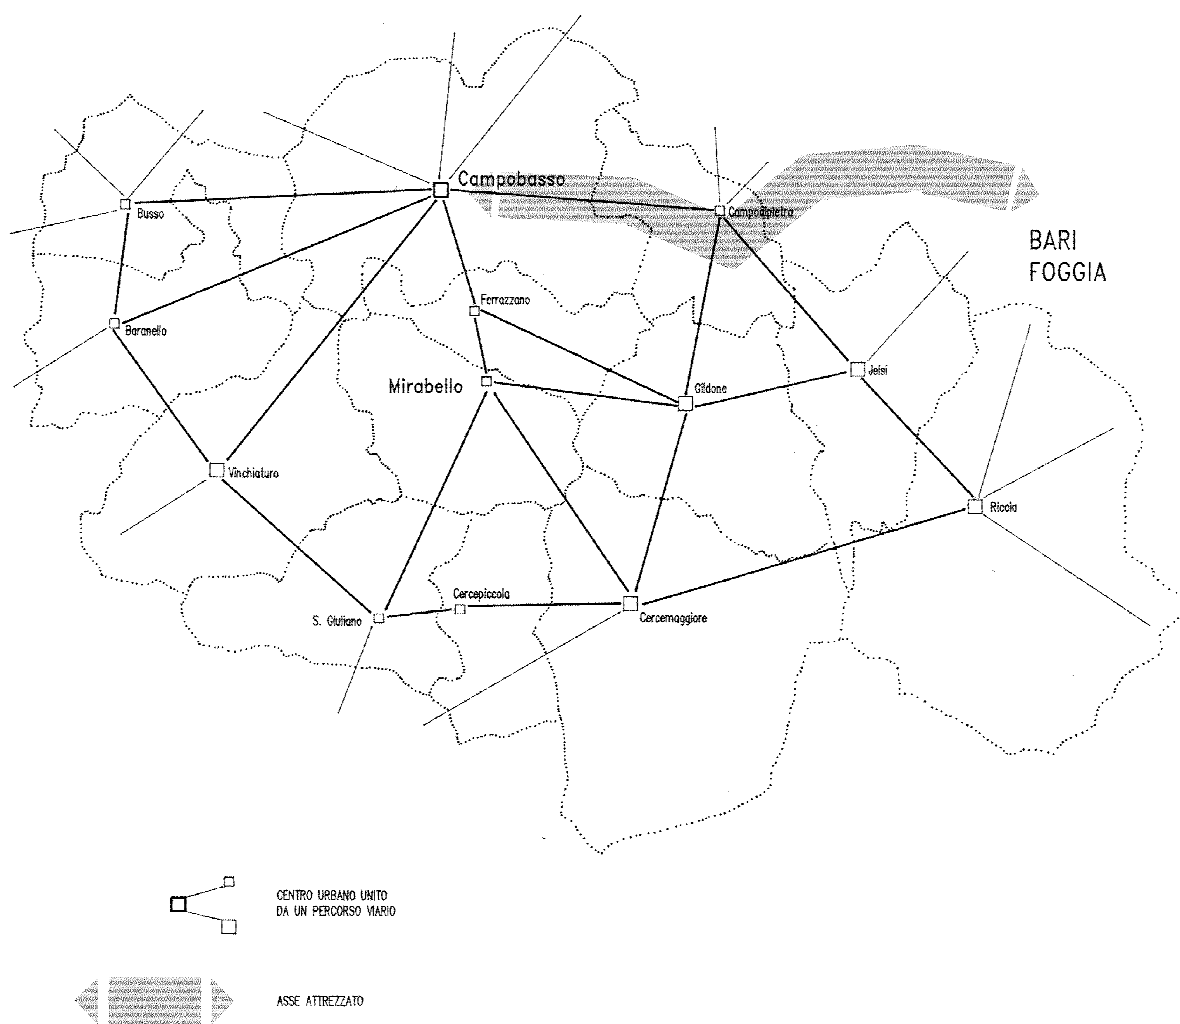 Campobasso
Busso
Campodipietra
BARI
FOGGIA
Ferrazzano
Baranello
Mirabello
Jelsi
Gildone
Vinchiaturo
Riccia
Cercepiccola
S. Giuliano
Cercemaggiore
CENTRO URBANO UNITO
DA UN PERCORSO VIARIO
ASSE ATTREZZATO